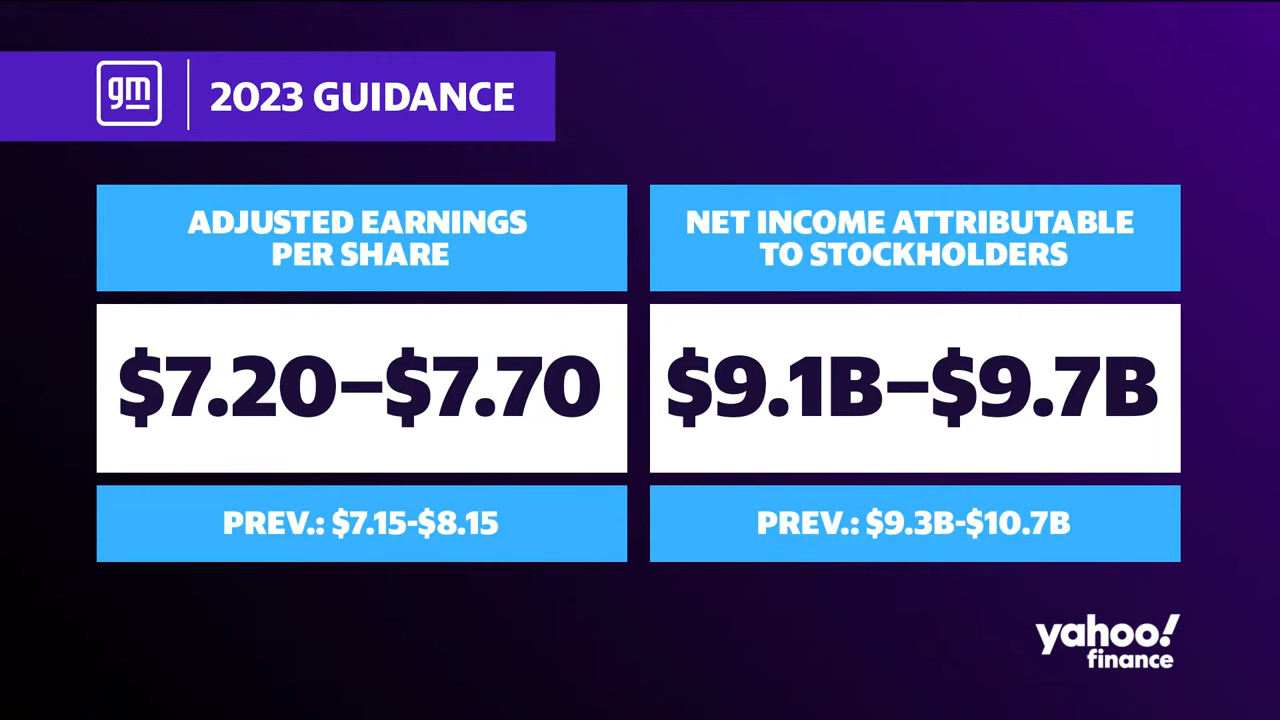 gm
2023 GUIDANCE
ADJUSTED EARNINGS
PER SHARE
$7.20–$7.70
PREV.: $7.15-$8.15
NET INCOME ATTRIBUTABLE
TO STOCKHOLDERS
$9.1B–$9.7B
PREV.: $9.3B-$10.7B
yahoo!
finance